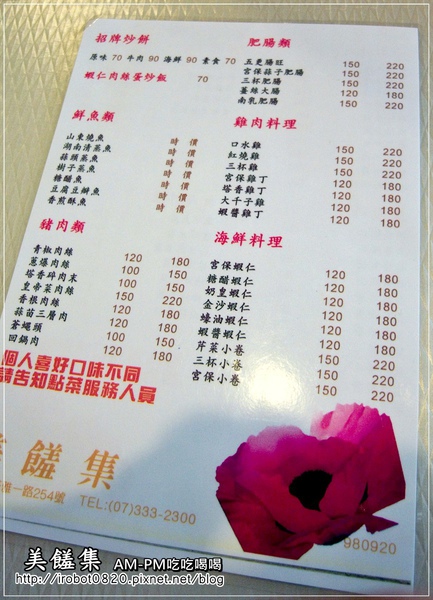 招牌炒餅
原味 70 牛肉 90 海鮮 90 素食 70
蝦仁肉絲蛋炒飯 70
鮮魚類
山東燒魚 時價
湖南清蒸魚 時價
蒜頭蒸魚 時價
樹子蒸魚 時價
糖醋魚 時價
豆腐豆瓣魚 時價
香煎酥魚 時價
豬肉類
青椒肉絲 120 180
蔥爆肉絲 100 150
塔香碎肉末 100 150
皇帝菜肉絲 100 150
香根肉絲 150 220
蒜苗三層肉 120 180
蒼蠅頭 120 180
回鍋肉 100 150
個人喜好口味不同
請告知點菜服務人員
肥腸類
五更腸旺 150 220
宮保蒜子肥腸 150 220
三杯肥腸 150 220
薑絲大腸 120 180
南乳肥腸 150 220
雞肉料理
口水雞 150 220
紅燒雞 150 220
三杯雞 150 220
宮保雞丁 120 180
塔香雞丁 120 180
大千子雞 120 180
蝦醬雞丁 120 180
海鮮料理
宮保蝦仁 120 180
糖醋蝦仁 120 180
奶皇蝦仁 120 180
金沙蝦仁 120 180
蠔油蝦仁 120 180
蝦醬蝦仁 120 180
芹菜小卷 150 220
三杯小卷 150 220
宮保小卷 150 220
饈集
一路254號 TEL:(07)333-2300
980920
美饈集 AM-PM吃吃喝喝
http://irobot0820.pixnet.net/blog